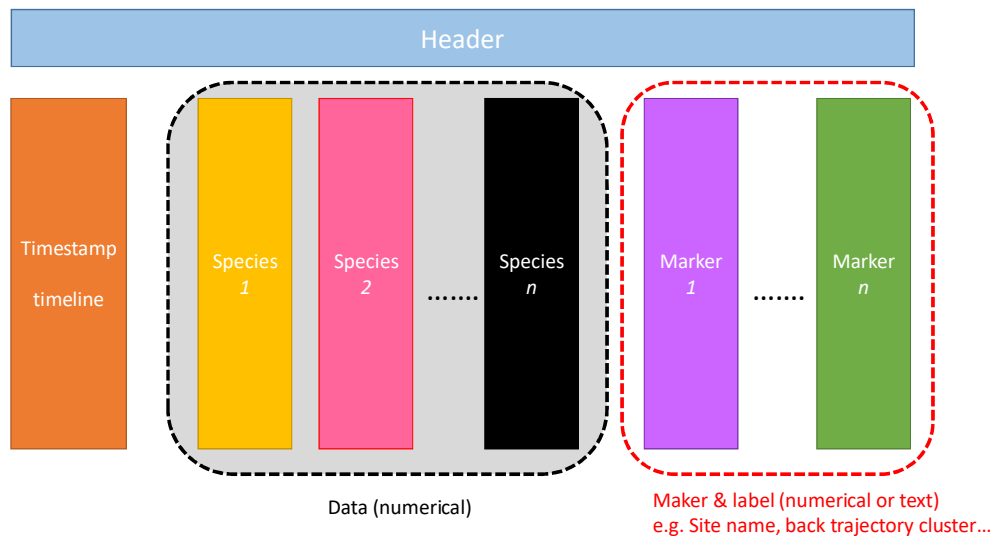 Header
Timestamp
timeline
Species
1
Species
2
.......
Species
n
Marker
1
.......
Marker
n
Data (numerical)
Maker & label (numerical or text)
e.g. Site name, back trajectory cluster…